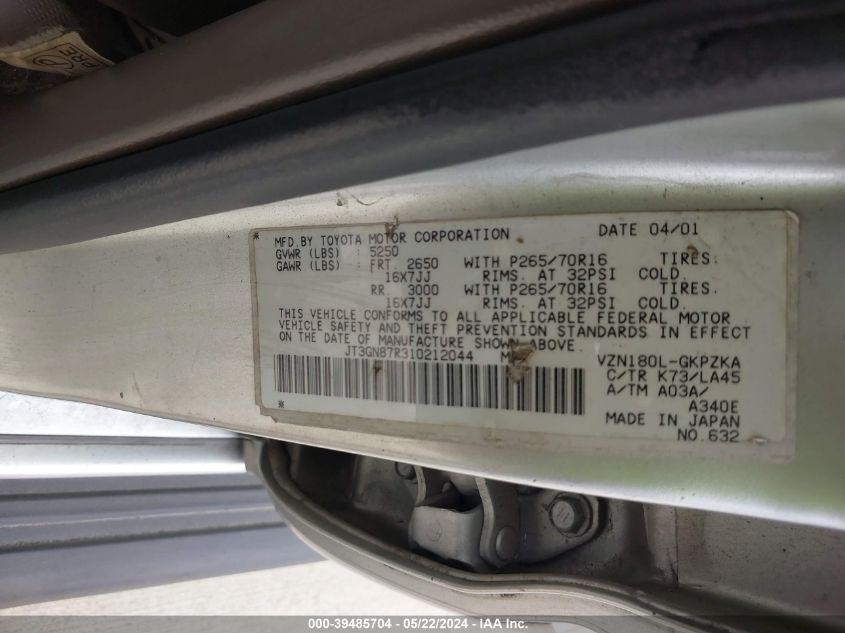 PRE
MFD. BY TOYOTA MOTOR CORPORATION DATE 04/01
GVWR (LBS) : 5250
GAWR (LBS) : FRT. 2650 WITH P265/70R16 TIRES.
16X7JJ RIMS. AT 32PSI COLD.
RR. 3000 WITH P265/70R16 TIRES.
16X7JJ RIMS. AT 32PSI COLD.
THIS VEHICLE CONFORMS TO ALL APPLICABLE FEDERAL MOTOR
VEHICLE SAFETY AND THEFT PREVENTION STANDARDS IN EFFECT
ON THE DATE OF MANUFACTURE SHOWN ABOVE
JT3GN87R310212044
VZN180L-GKPZKA
C/TR K73/LA45
A/TM A03A/
A340E
MADE IN JAPAN
NO. 632
000-39485704 - 05/22/2024 - IAAI Inc.